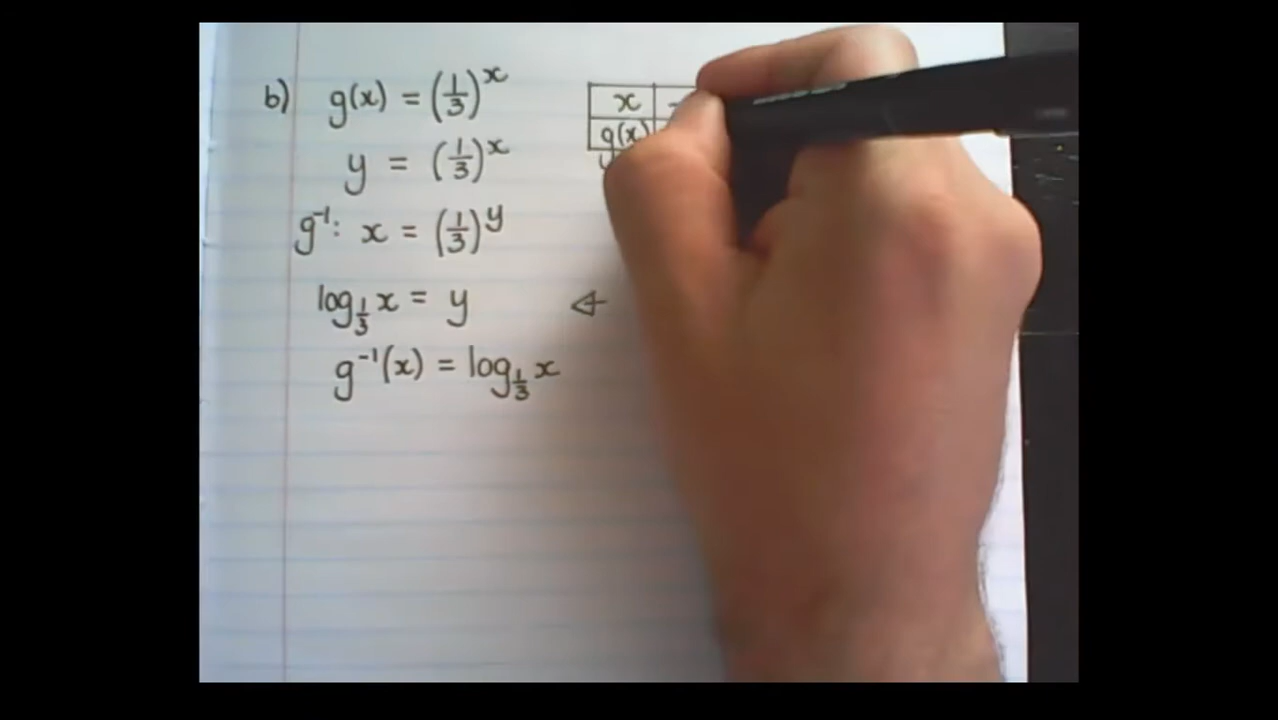 b) g(x) = (1/3)^x
y = (1/3)^x
g⁻¹: x = (1/3)^y
log_{1/3} x = y
g⁻¹(x) = log_{1/3} x
x | -
g(x)
y